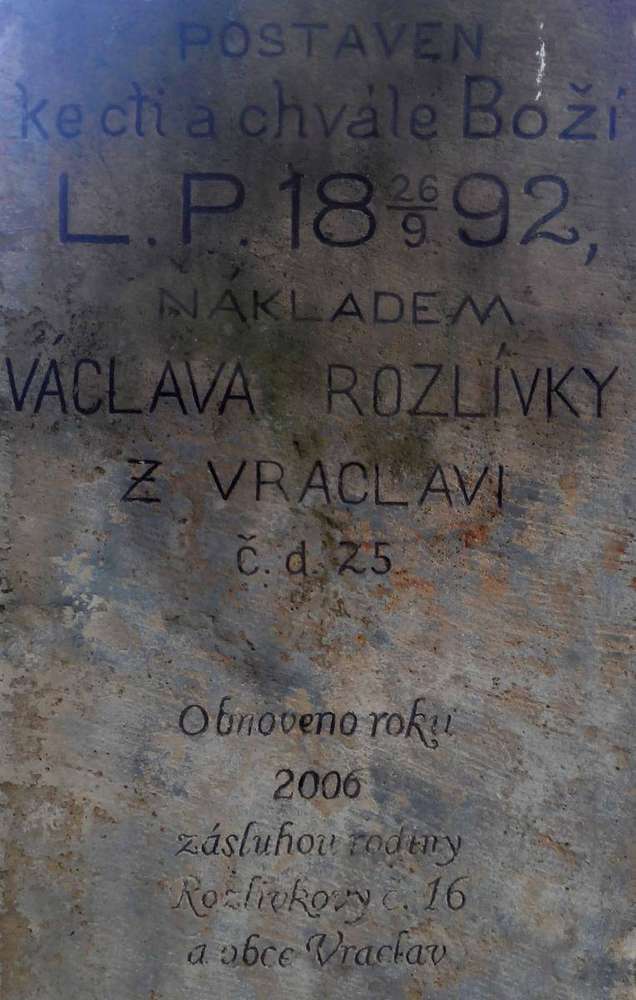 POSTAVEN
ke cti a chvále Boží
L.P. 18 26/9 92,
NÁKLADEM
VÁCLAVA ROZLÍVKY
Z VRACLAVI
č.d. 25
Obnoveno roku
2006
zásluhou rodiny
Rozlívkovy č. 16
a obce Vraclav